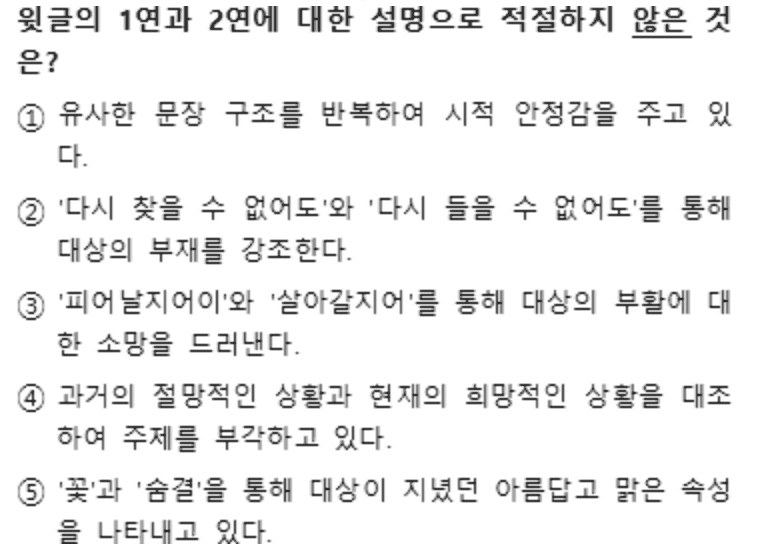 윗글의 1연과 2연에 대한 설명으로 적절하지 않은 것
은?
① 유사한 문장 구조를 반복하여 시적 안정감을 주고 있
다.
② '다시 찾을 수 없어도'와 '다시 들을 수 없어도'를 통해
대상의 부재를 강조한다.
③ '피어날지어이'와 '살아갈지어'를 통해 대상의 부활에 대
한 소망을 드러낸다.
④ 과거의 절망적인 상황과 현재의 희망적인 상황을 대조
하여 주제를 부각하고 있다.
⑤ '꽃'과 '숨결'을 통해 대상이 지녔던 아름답고 맑은 속성
을 나타내고 있다.